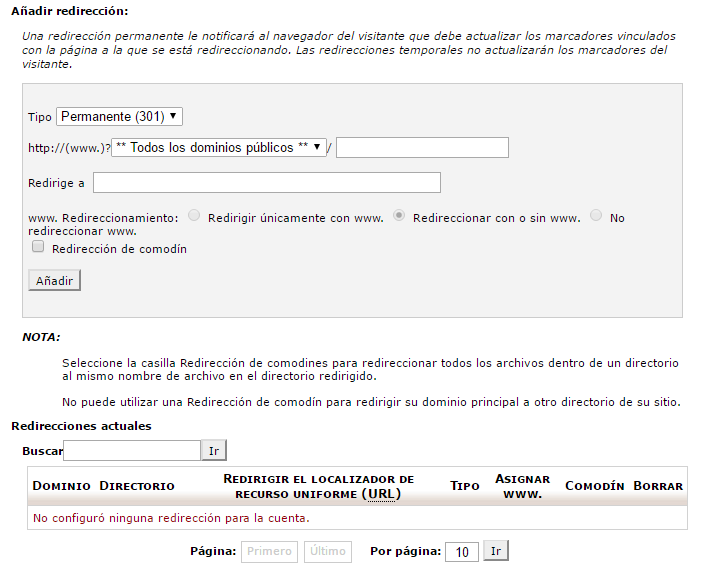 Añadir redirección:
Una redirección permanente le notificará al navegador del visitante que debe actualizar los marcadores vinculados
con la página a la que se está redireccionando. Las redirecciones temporales no actualizarán los marcadores del
visitante.
Tipo Permanente (301)
http://(www.)? ** Todos los dominios públicos ** /
Redirige a
www. Redireccionamiento: Redirigir únicamente con www. Redireccionar con o sin www. No
redireccionar www.
Redirección de comodín
Añadir
NOTA:
Seleccione la casilla Redirección de comodines para redireccionar todos los archivos dentro de un directorio
al mismo nombre de archivo en el directorio redirigido.
No puede utilizar una Redirección de comodín para redirigir su dominio principal a otro directorio de su sitio.
Redirecciones actuales
Buscar Ir
Dominio Directorio Redirigir el localizador de recurso uniforme (URL) Tipo Asignar www. Comodín Borrar
No configuró ninguna redirección para la cuenta.
Página: Primero Último Por página: 10 Ir